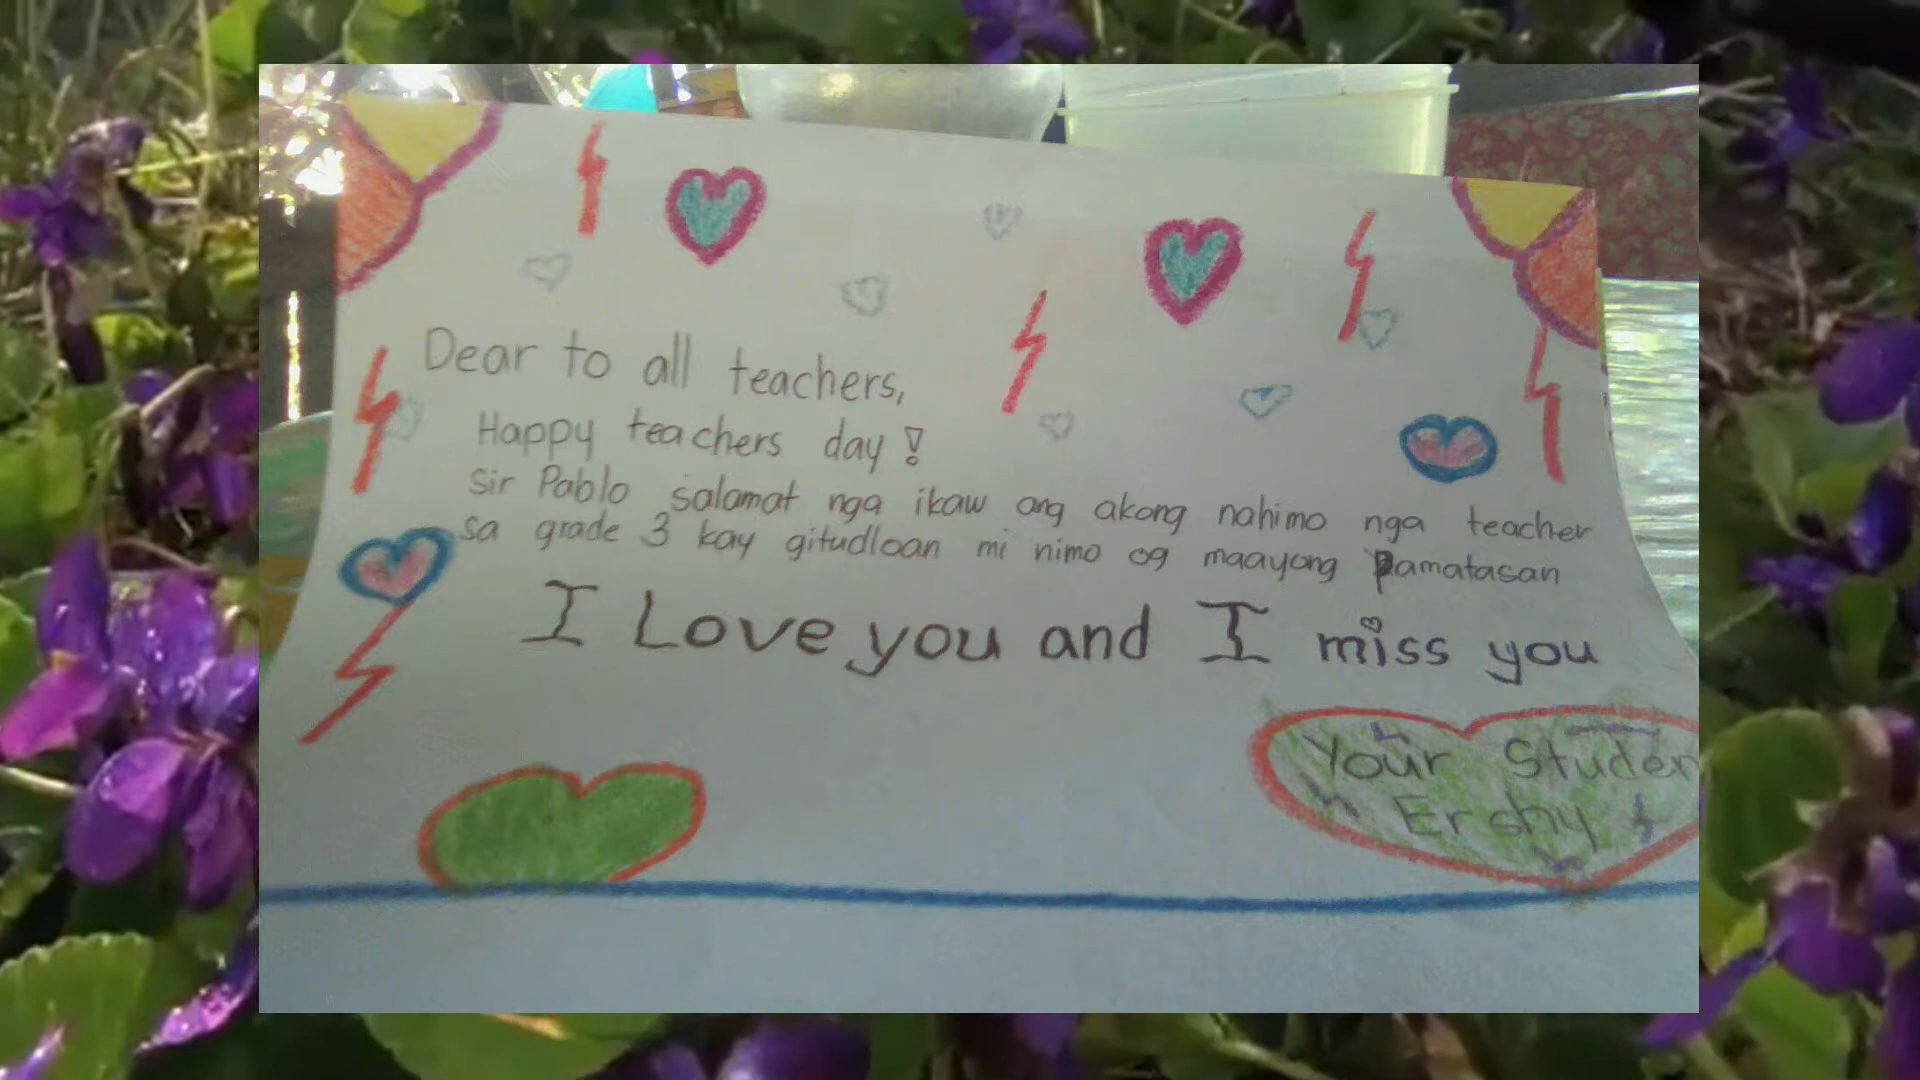 Dear to all teachers,
Happy teachers day!
Sir Pablo salamat nga ikaw ang akong nahimo nga teacher
sa grade 3 kay gitudloan mi nimo og maayong pamatasan
I Love you and I miss you
Your Studen
Ershy